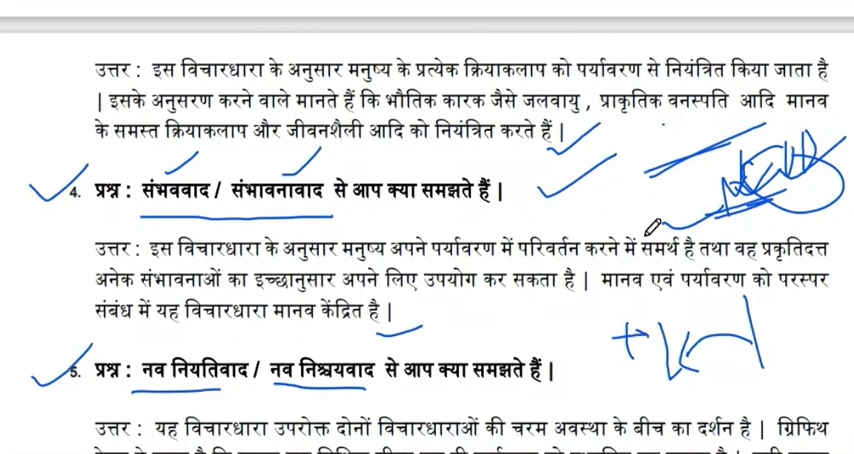 उत्तर : इस विचारधारा के अनुसार मनुष्य के प्रत्येक क्रियाकलाप को पर्यावरण से नियंत्रित किया जाता है
| इसके अनुसरण करने वाले मानते हैं कि भौतिक कारक जैसे जलवायु , प्राकृतिक वनस्पति आदि मानव
के समस्त क्रियाकलाप और जीवनशैली आदि को नियंत्रित करते हैं |
4. प्रश्न : संभववाद / संभावनावाद से आप क्या समझते हैं |
उत्तर : इस विचारधारा के अनुसार मनुष्य अपने पर्यावरण में परिवर्तन करने में समर्थ है तथा वह प्रकृतिदत्त
अनेक संभावनाओं का इच्छानुसार अपने लिए उपयोग कर सकता है | मानव एवं पर्यावरण को परस्पर
संबंध में यह विचारधारा मानव केंद्रित है |
5. प्रश्न : नव नियतिवाद / नव निश्चयवाद से आप क्या समझते हैं |
उत्तर : यह विचारधारा उपरोक्त दोनों विचारधाराओं की चरम अवस्था के बीच का दर्शन है | ग्रिफिथ